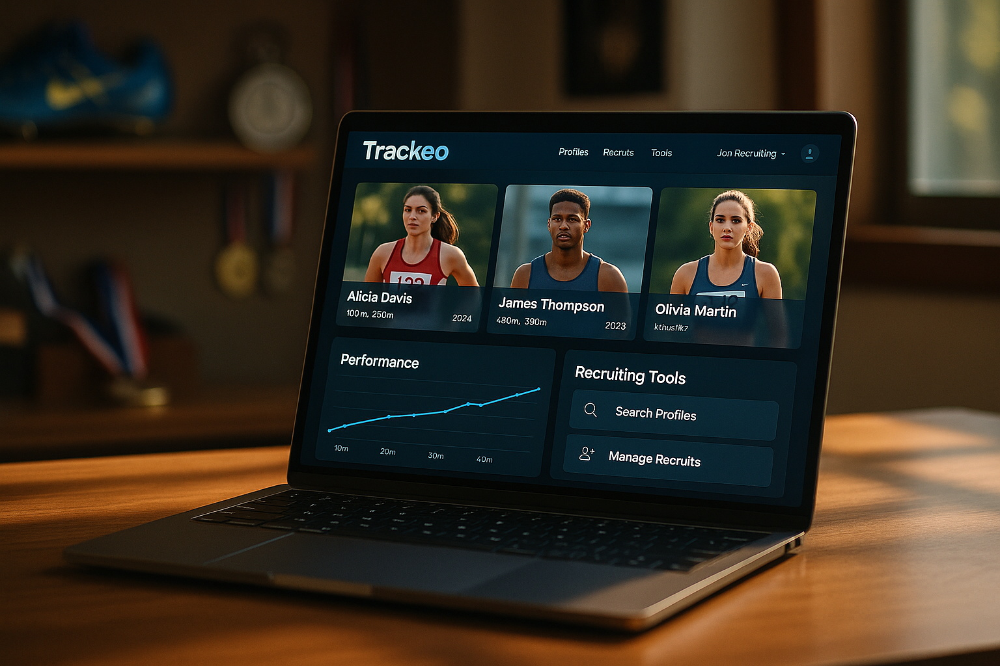 Trackeo
Profiles Recruts Tools Jon Recruiting
Alicia Davis
100 m, 250m 2024
James Thompson
480m, 390m 2023
Olivia Martin
kthusfik7
Performance
10m 20m 30m 40m
Recruiting Tools
Search Profiles
Manage Recruits